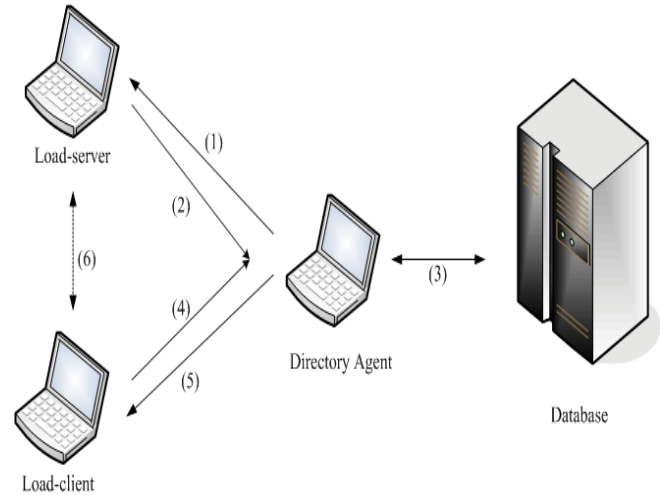 Load-server
(1)
(2)
(6)
(3)
(4)
(5)
Directory Agent
Database
Load-client